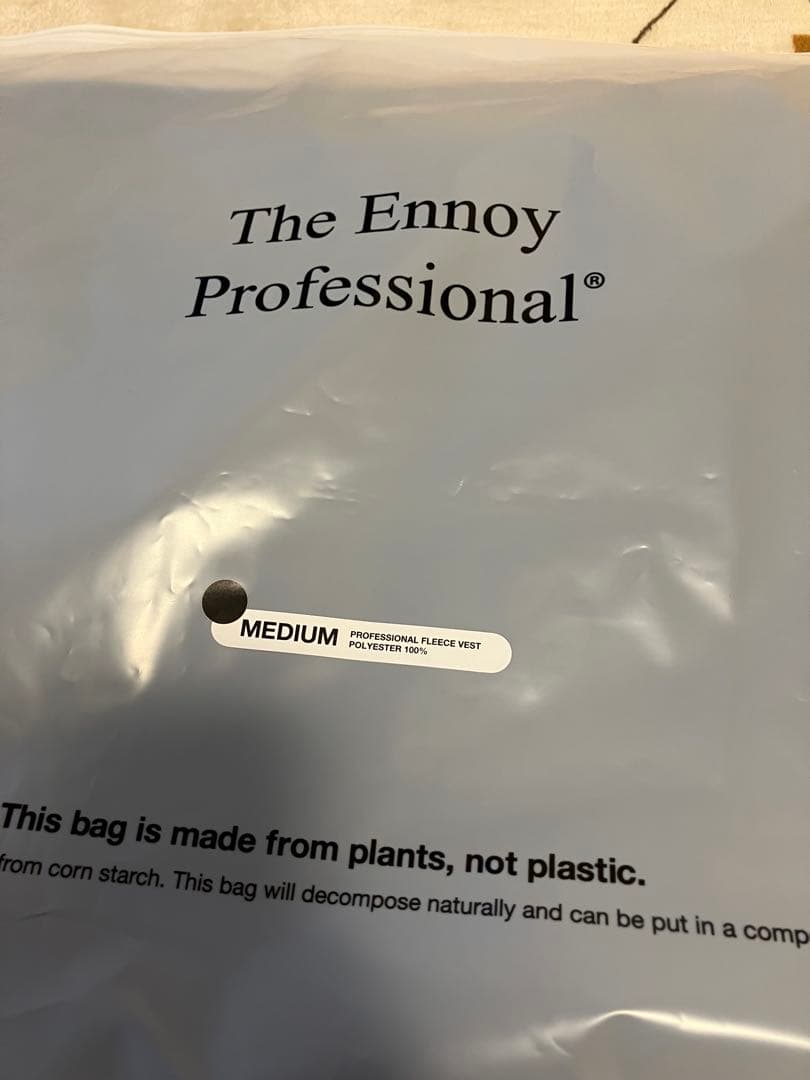 The Ennoy
Professional®
MEDIUM
PROFESSIONAL FLEECE VEST
POLYESTER 100%
This bag is made from plants, not plastic.
from corn starch. This bag will decompose naturally and can be put in a comp